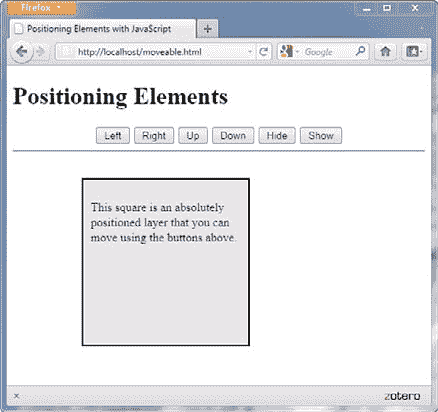 Firefox
Positioning Elements with JavaScript
http://localhost/moveable.html
Google
Positioning Elements
Left Right Up Down Hide Show
This square is an absolutely
positioned layer that you can
move using the buttons above.
zotero